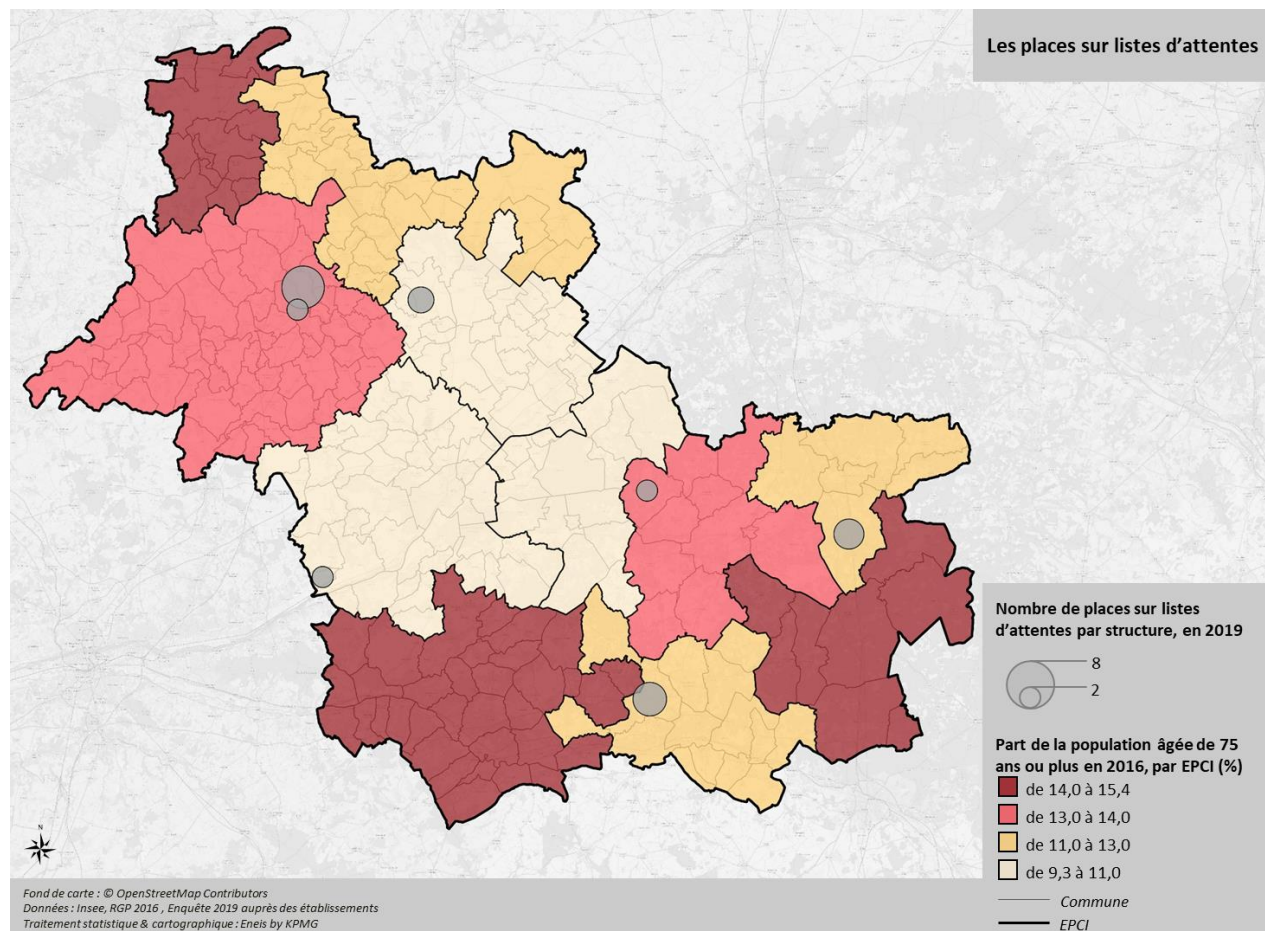 Les places sur listes d’attentes
Nombre de places sur listes
d’attentes par structure, en 2019
8
2
Part de la population âgée de 75
ans ou plus en 2016, par EPCI (%)
de 14,0 à 15,4
de 13,0 à 14,0
de 11,0 à 13,0
de 9,3 à 11,0
Commune
EPCI
N
Fond de carte : © OpenStreetMap Contributors
Données : Insee, RGP 2016 , Enquête 2019 auprès des établissements
Traitement statistique & cartographique : Eneis by KPMG